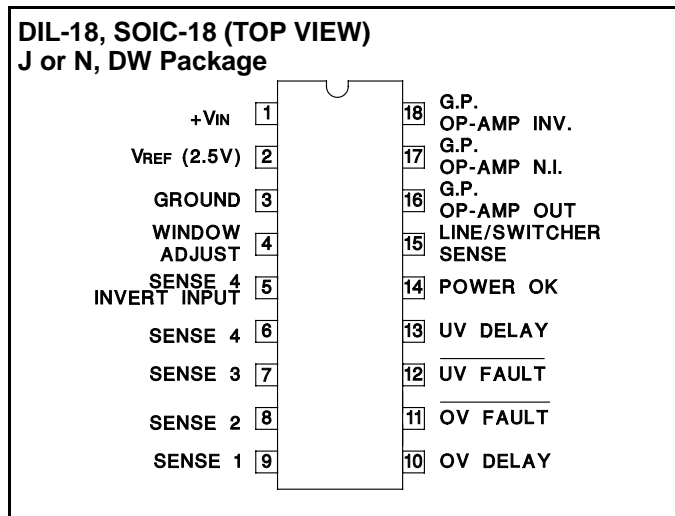 DIL-18, SOIC-18 (TOP VIEW)
J or N, DW Package
+VIN 1
VREF (2.5V) 2
GROUND 3
WINDOW
ADJUST 4
SENSE 4
INVERT INPUT 5
SENSE 4 6
SENSE 3 7
SENSE 2 8
SENSE 1 9
18 G.P.
OP-AMP INV.
17 G.P.
OP-AMP N.I.
16 G.P.
OP-AMP OUT
15 LINE/SWITCHER
SENSE
14 POWER OK
13 UV DELAY
12 UV FAULT
11 OV FAULT
10 OV DELAY